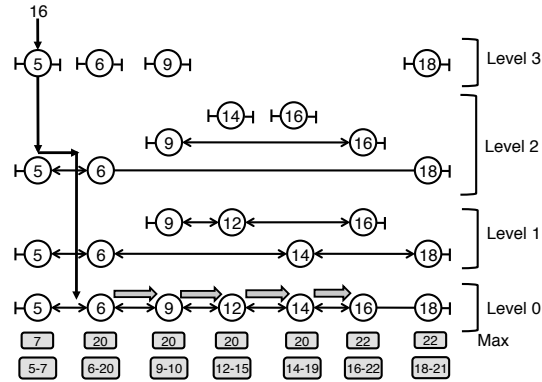 16
5 6 9 18 Level 3
14 16
9 16 Level 2
5 6 18
9 12 16 Level 1
5 6 14 18
5 6 9 12 14 16 18 Level 0
7 20 20 20 20 22 22 Max
5-7 6-20 9-10 12-15 14-19 16-22 18-21